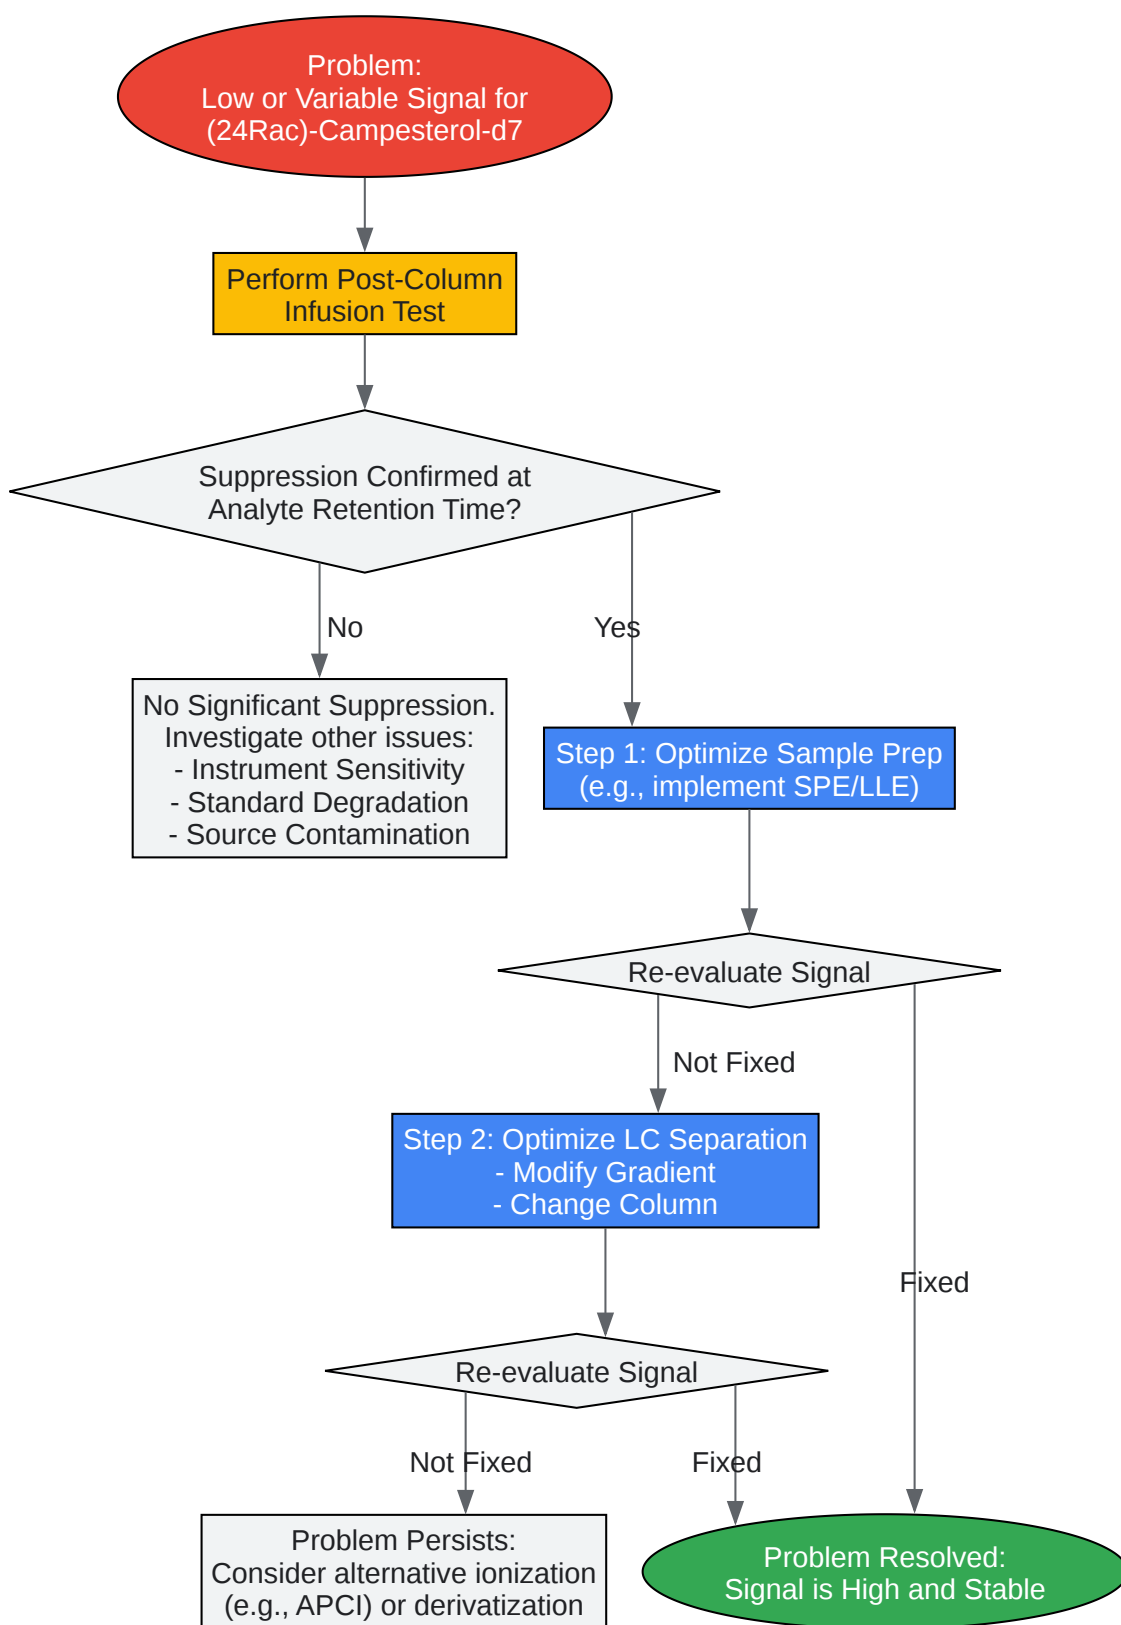 Problem:
Low or Variable Signal for
(24Rac)-Campesterol-d7
Perform Post-Column
Infusion Test
Suppression Confirmed at
Analyte Retention Time?
No
Yes
No Significant Suppression.
Investigate other issues:
- Instrument Sensitivity
- Standard Degradation
- Source Contamination
Step 1: Optimize Sample Prep
(e.g., implement SPE/LLE)
Re-evaluate Signal
Not Fixed
Step 2: Optimize LC Separation
- Modify Gradient
- Change Column
Fixed
Re-evaluate Signal
Not Fixed
Fixed
Problem Persists:
Consider alternative ionization
(e.g., APCI) or derivatization
Problem Resolved:
Signal is High and Stable